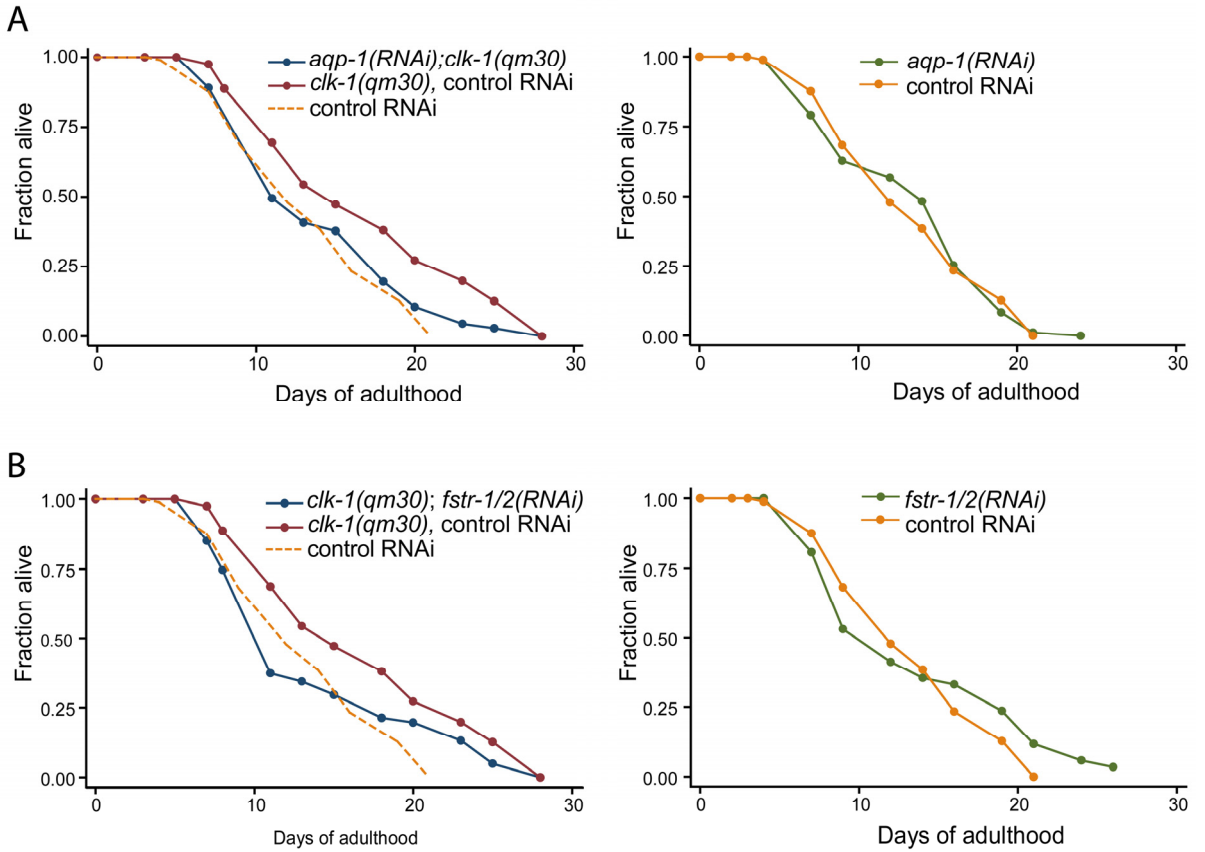 A
aqp-1(RNAi);clk-1(qm30)
clk-1(qm30), control RNAi
control RNAi
Fraction alive
1.00
0.75
0.50
0.25
0.00
0 10 20 30
Days of adulthood
aqp-1(RNAi)
control RNAi
Fraction alive
1.00
0.75
0.50
0.25
0.00
0 10 20 30
Days of adulthood
B
clk-1(qm30); fstr-1/2(RNAi)
clk-1(qm30), control RNAi
control RNAi
Fraction alive
1.00
0.75
0.50
0.25
0.00
0 10 20 30
Days of adulthood
fstr-1/2(RNAi)
control RNAi
Fraction alive
1.00
0.75
0.50
0.25
0.00
0 10 20 30
Days of adulthood